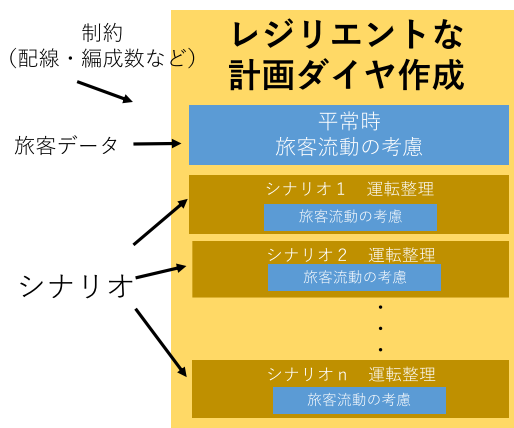 制約
（配線・編成数など）
旅客データ
シナリオ
レジリエントな
計画ダイヤ作成
平常時
旅客流動の考慮
シナリオ１　運転整理
旅客流動の考慮
シナリオ２　運転整理
旅客流動の考慮
・
・
・
シナリオｎ　運転整理
旅客流動の考慮